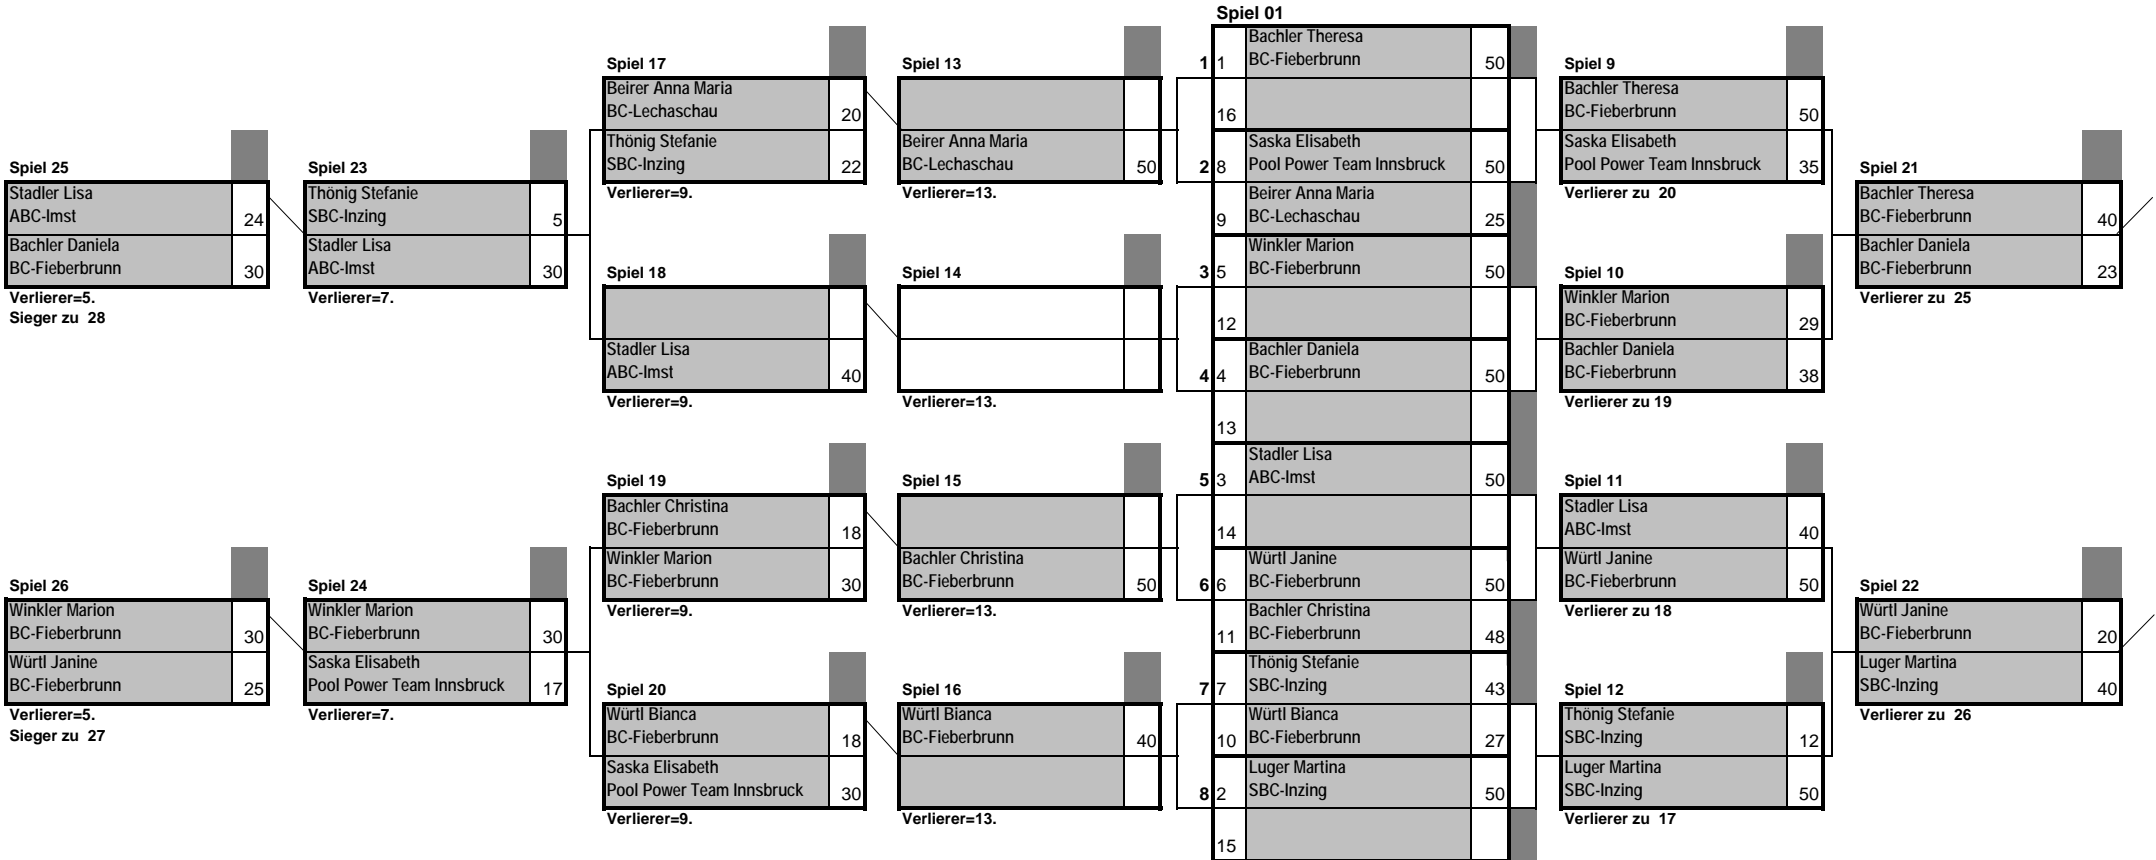 Spiel 25
Stadler Lisa
ABC-Imst 24
Bachler Daniela
BC-Fieberbrunn 30
Verlierer=5.
Sieger zu 28
Spiel 26
Winkler Marion
BC-Fieberbrunn 30
Würtl Janine
BC-Fieberbrunn 25
Verlierer=5.
Sieger zu 27
Spiel 23
Thönig Stefanie
SBC-Inzing 5
Stadler Lisa
ABC-Imst 30
Verlierer=7.
Spiel 24
Winkler Marion
BC-Fieberbrunn 30
Saska Elisabeth
Pool Power Team Innsbruck 17
Verlierer=7.
Spiel 17
Beirer Anna Maria
BC-Lechaschau 20
Thönig Stefanie
SBC-Inzing 22
Verlierer=9.
Spiel 18
Stadler Lisa
ABC-Imst 40
Verlierer=9.
Spiel 19
Bachler Christina
BC-Fieberbrunn 18
Winkler Marion
BC-Fieberbrunn 30
Verlierer=9.
Spiel 20
Würtl Bianca
BC-Fieberbrunn 18
Saska Elisabeth
Pool Power Team Innsbruck 30
Verlierer=9.
Spiel 13
Beirer Anna Maria
BC-Lechaschau 50
Verlierer=13.
Spiel 14
Verlierer=13.
Spiel 15
Bachler Christina
BC-Fieberbrunn 50
Verlierer=13.
Spiel 16
Würtl Bianca
BC-Fieberbrunn 40
Verlierer=13.
Spiel 01
Bachler Theresa
1 1 BC-Fieberbrunn 50
16
Saska Elisabeth
2 8 Pool Power Team Innsbruck 50
Beirer Anna Maria
9 BC-Lechaschau 25
Winkler Marion
3 5 BC-Fieberbrunn 50
12
Bachler Daniela
4 4 BC-Fieberbrunn 50
13
Stadler Lisa
5 3 ABC-Imst 50
14
Würtl Janine
6 6 BC-Fieberbrunn 50
Bachler Christina
11 BC-Fieberbrunn 48
Thönig Stefanie
7 7 SBC-Inzing 43
Würtl Bianca
10 BC-Fieberbrunn 27
Luger Martina
8 2 SBC-Inzing 50
15
Spiel 9
Bachler Theresa
BC-Fieberbrunn 50
Saska Elisabeth
Pool Power Team Innsbruck 35
Verlierer zu 20
Spiel 10
Winkler Marion
BC-Fieberbrunn 29
Bachler Daniela
BC-Fieberbrunn 38
Verlierer zu 19
Spiel 11
Stadler Lisa
ABC-Imst 40
Würtl Janine
BC-Fieberbrunn 50
Verlierer zu 18
Spiel 12
Thönig Stefanie
SBC-Inzing 12
Luger Martina
SBC-Inzing 50
Verlierer zu 17
Spiel 21
Bachler Theresa
BC-Fieberbrunn 40
Bachler Daniela
BC-Fieberbrunn 23
Verlierer zu 25
Spiel 22
Würtl Janine
BC-Fieberbrunn 20
Luger Martina
SBC-Inzing 40
Verlierer zu 26